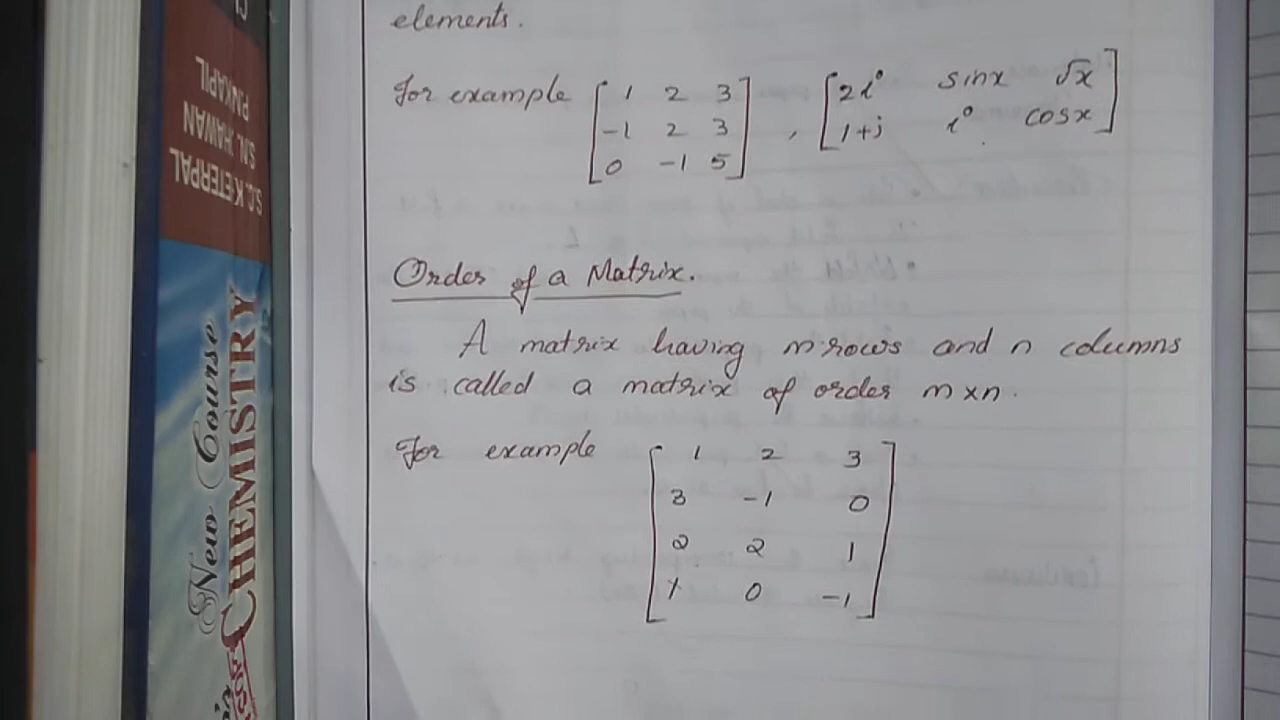 elements.
For example [1 2 3
-1 2 3
0 -1 5] , [2i sinx √x
1+j i cosx]
Order of a Matrix.
A matrix having m rows and n columns
is called a matrix of order m×n.
For example [1 2 3
3 -1 0
2 2 1
1 0 -1]
S.C. KHETERPAL
S.N. DHAWAN
P.N. KAPIL
New Course
CHEMISTRY